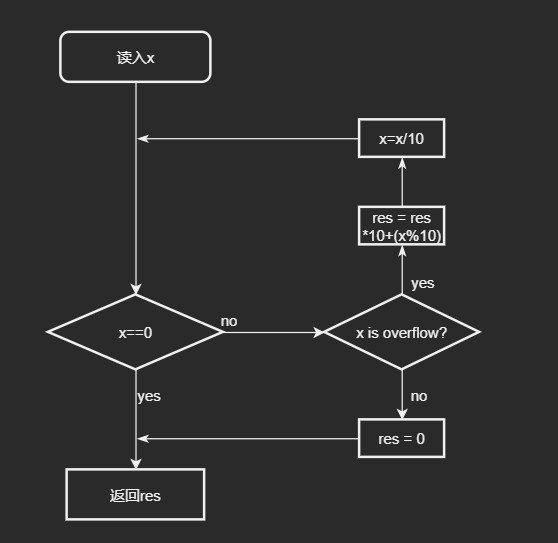 读入x
x=x/10
res = res
*10+(x%10)
yes
x==0
no
x is overflow?
yes
no
res = 0
返回res